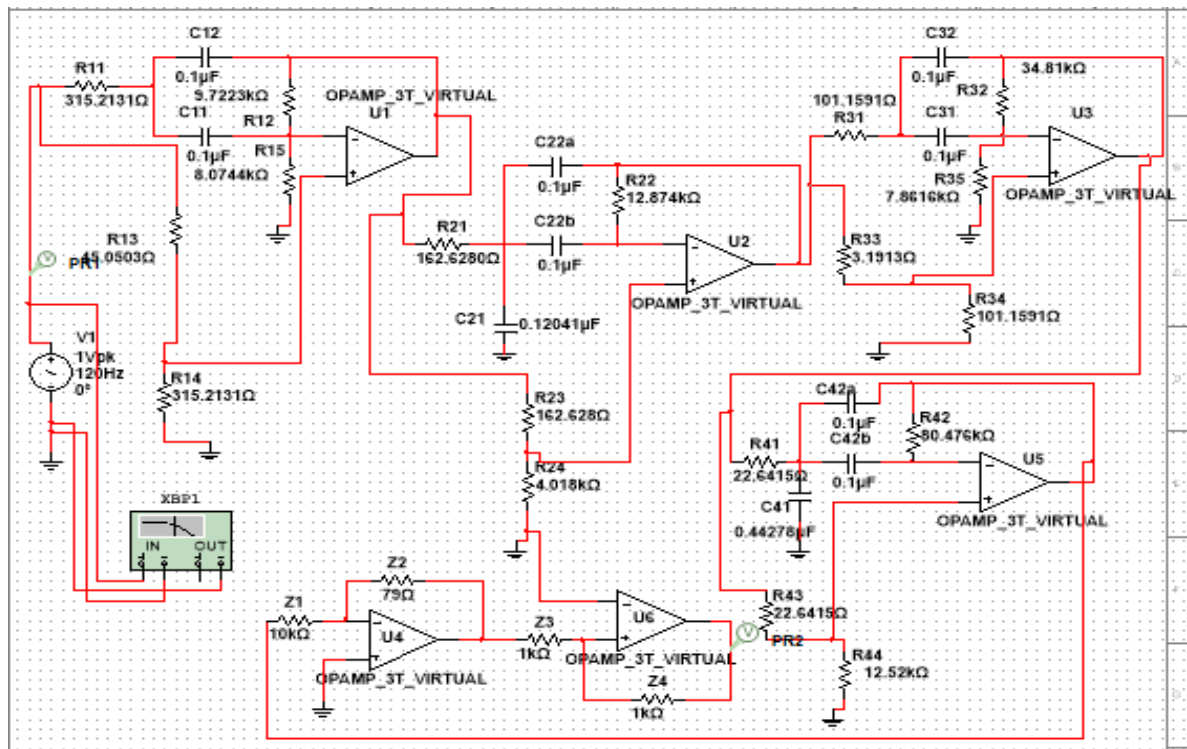 C12
0.1µF
R11
315.2131Ω
9.7223kΩ
C11
R12
0.1µF
R15
8.0744kΩ
OPAMP_3T_VIRTUAL
U1
R13
45.0503Ω
PR1
V1
1Vpk
120Hz
0°
R14
315.2131Ω
XBP1
IN
OUT
C22a
0.1µF
R22
12.874kΩ
R21
162.6280Ω
C22b
0.1µF
U2
OPAMP_3T_VIRTUAL
C21
0.12041µF
R23
162.628Ω
R24
4.018kΩ
C32
0.1µF
34.81kΩ
R32
101.1591Ω
R31
C31
0.1µF
U3
R35
7.8616kΩ
OPAMP_3T_VIRTUAL
R33
3.1913Ω
R34
101.1591Ω
C42a
0.1µF
R42
80.476kΩ
C42b
0.1µF
R41
22.6415Ω
U5
C41
0.44278µF
OPAMP_3T_VIRTUAL
R43
22.6415Ω
PR2
R44
12.52kΩ
Z1
10kΩ
Z2
79Ω
U4
OPAMP_3T_VIRTUAL
Z3
1kΩ
U6
OPAMP_3T_VIRTUAL
Z4
1kΩ